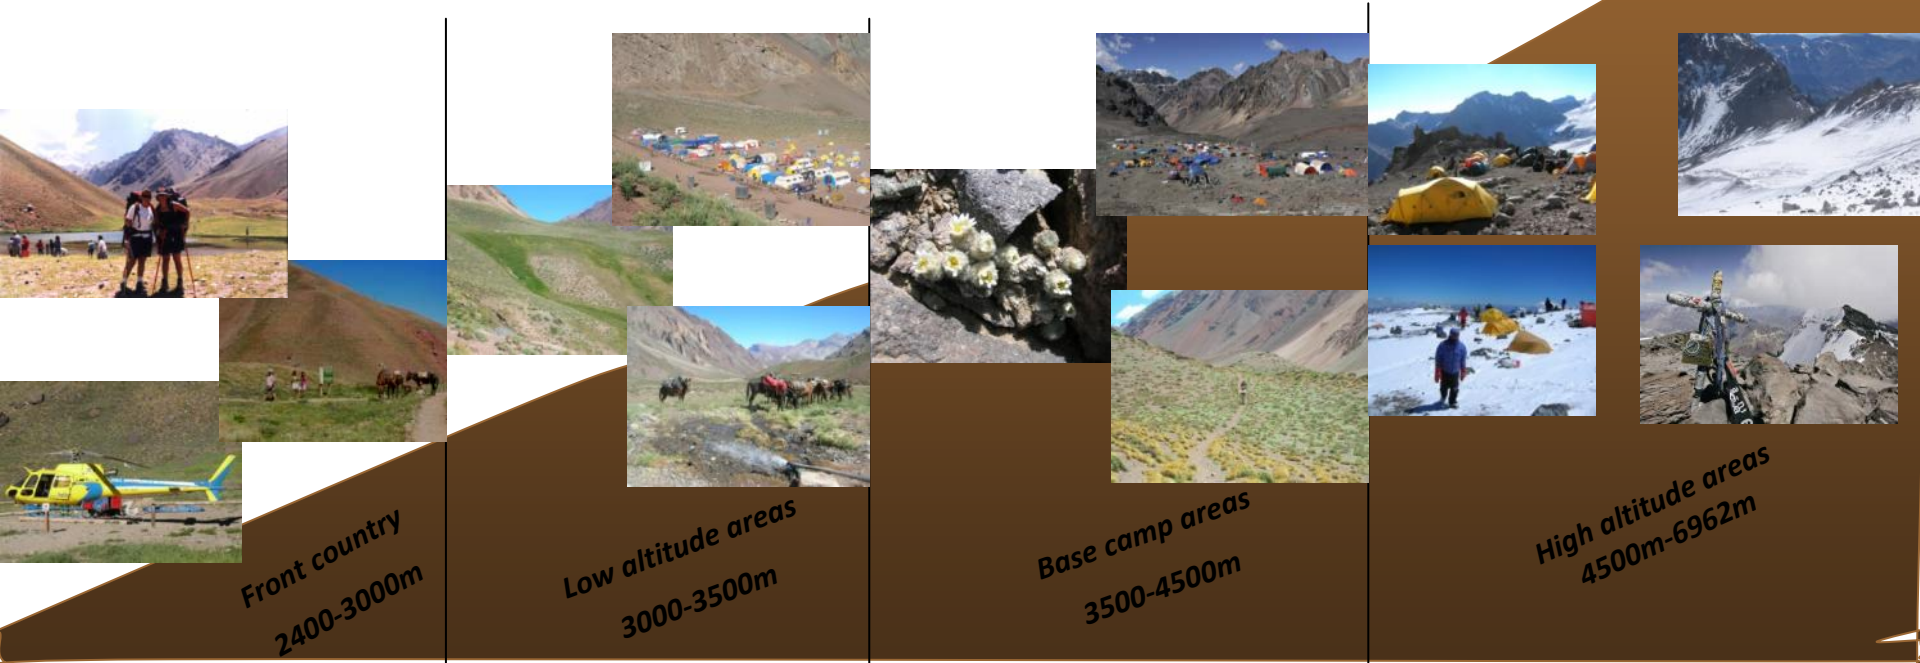 Front country
2400-3000m
Low altitude areas
3000-3500m
Base camp areas
3500-4500m
High altitude areas
4500m-6962m